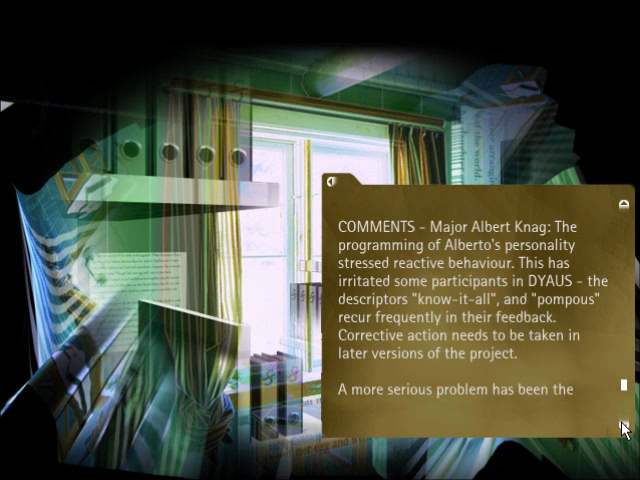 COMMENTS - Major Albert Knag: The
programming of Alberto's personality
stressed reactive behaviour. This has
irritated some participants in DYAUS - the
descriptors "know-it-all", and "pompous"
recur frequently in their feedback.
Corrective action needs to be taken in
later versions of the project.
A more serious problem has been the